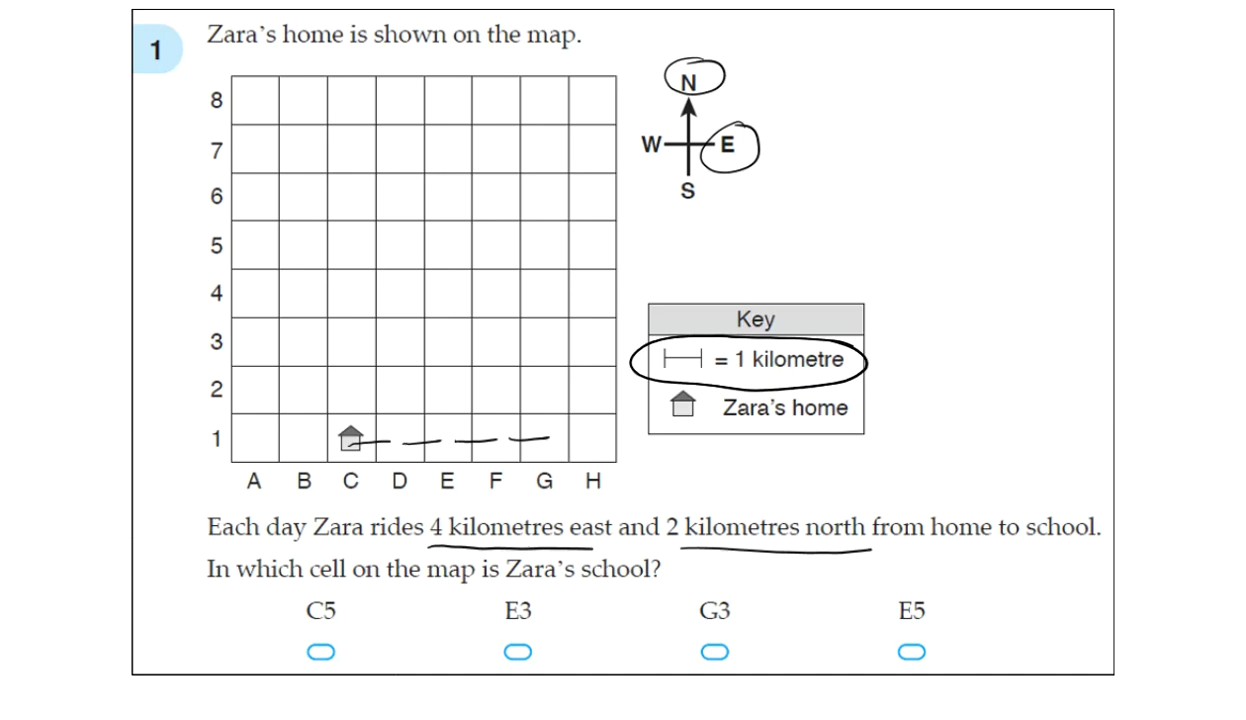 1
Zara's home is shown on the map.
8
7
6
5
4
3
2
1
A B C D E F G H
N
W E
S
Key
= 1 kilometre
Zara's home
Each day Zara rides 4 kilometres east and 2 kilometres north from home to school.
In which cell on the map is Zara's school?
C5 E3 G3 E5